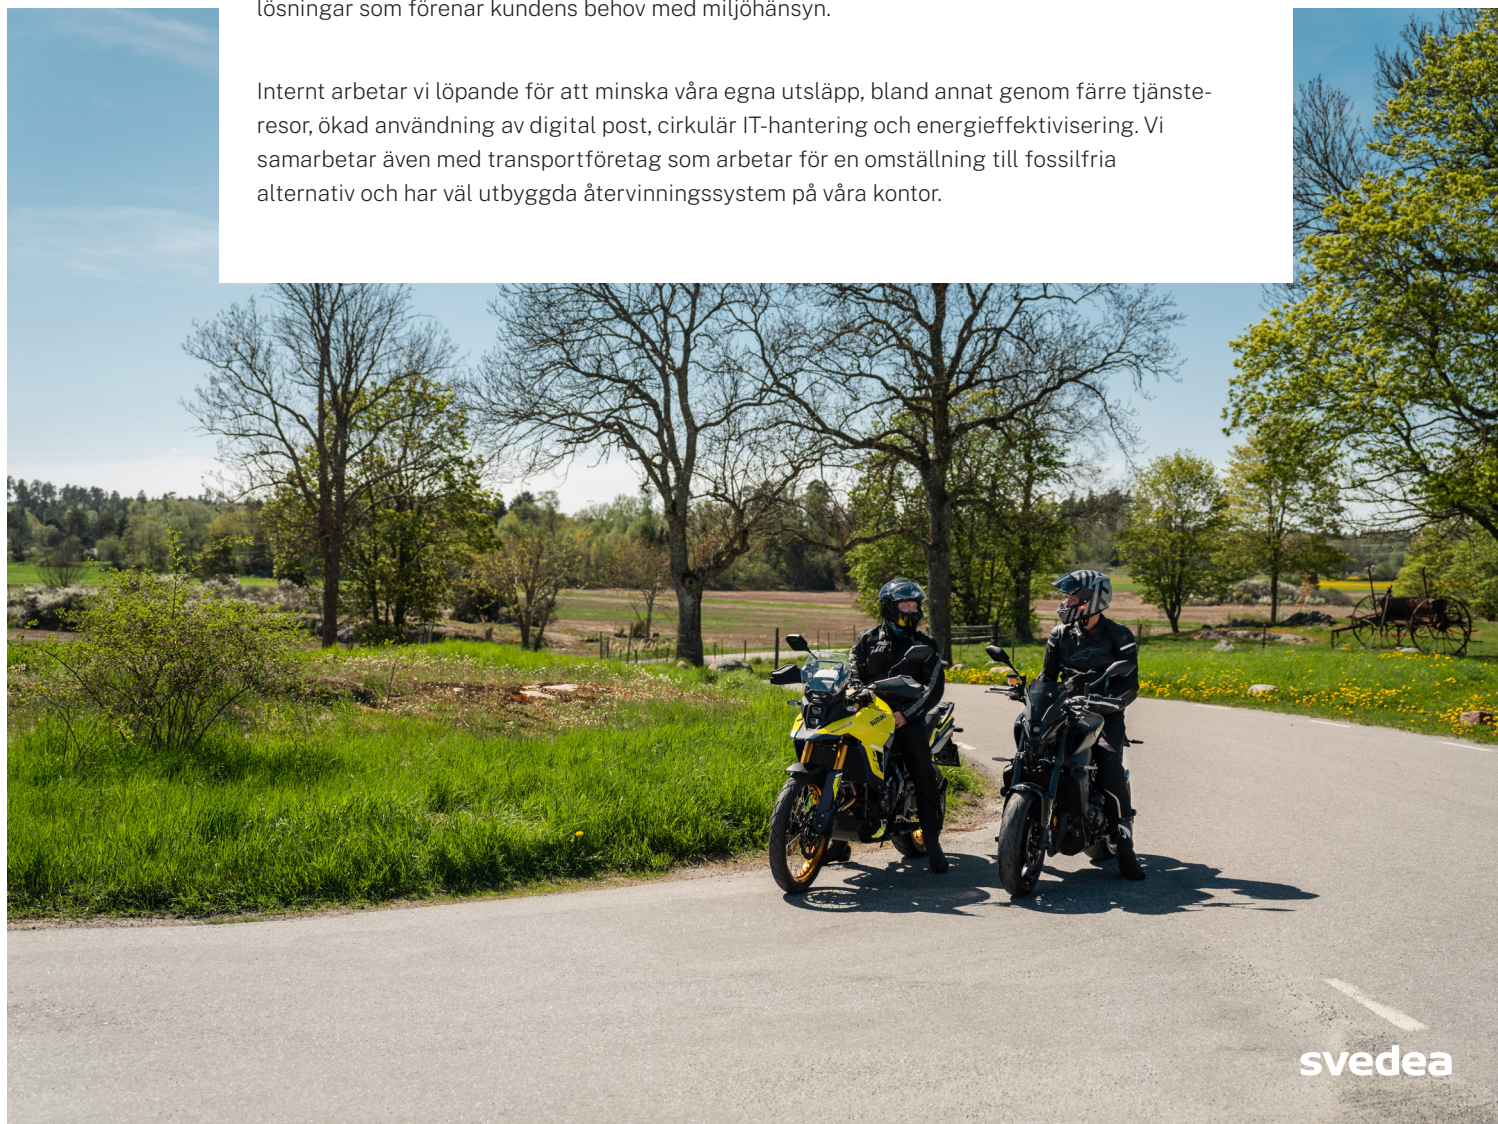 lösningar som förenar kundens behov med miljöhänsyn.
Internt arbetar vi löpande för att minska våra egna utsläpp, bland annat genom färre tjänste-
resor, ökad användning av digital post, cirkulär IT-hantering och energieffektivisering. Vi
samarbetar även med transportföretag som arbetar för en omställning till fossilfria
alternativ och har väl utbyggda återvinningssystem på våra kontor.
SUZUKI
svedea